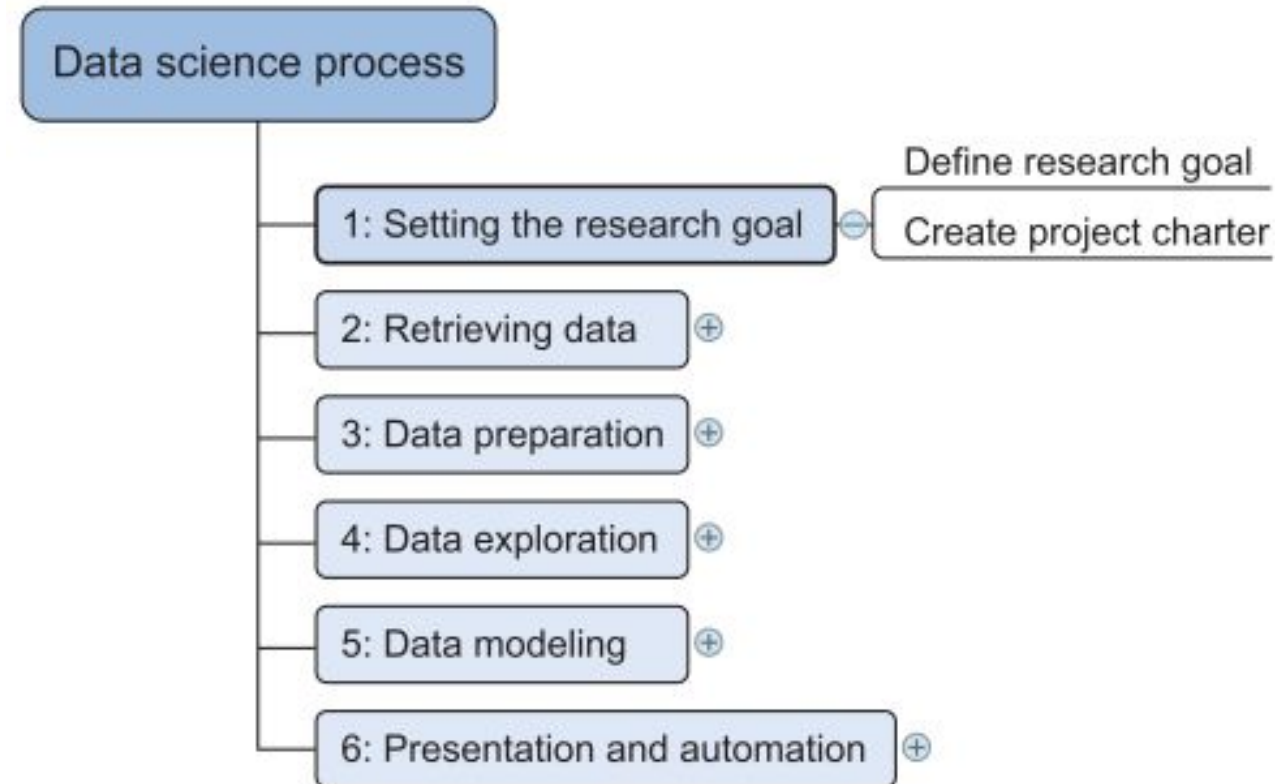 Data science process
1: Setting the research goal
Define research goal
Create project charter
2: Retrieving data
3: Data preparation
4: Data exploration
5: Data modeling
6: Presentation and automation